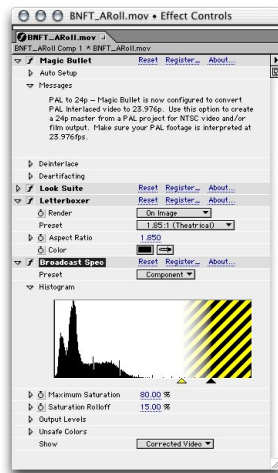 BNFT_ARoll.mov • Effect Controls
BNFT_ARoll.mov
BNFT_ARoll Comp 1 * BNFT_ARoll.mov
Magic Bullet Reset Register... About...
Auto Setup
Messages
PAL to 24p – Magic Bullet is now configured to convert
PAL Interlaced video to 23.976p. Use this option to create
a 24p master from a PAL project for NTSC video and/or
film output. Make sure your PAL footage is interpreted at
23.976fps.
Deinterlace
Deartifacting
Look Suite Reset Register... About...
Letterboxer Reset Register... About...
Render On Image
Preset 1.85:1 (Theatrical)
Aspect Ratio 1.850
Color
Broadcast Spec Reset Register... About...
Preset Component
Histogram
Maximum Saturation 80.00 %
Saturation Rolloff 15.00 %
Output Levels
Unsafe Colors
Show Corrected Video